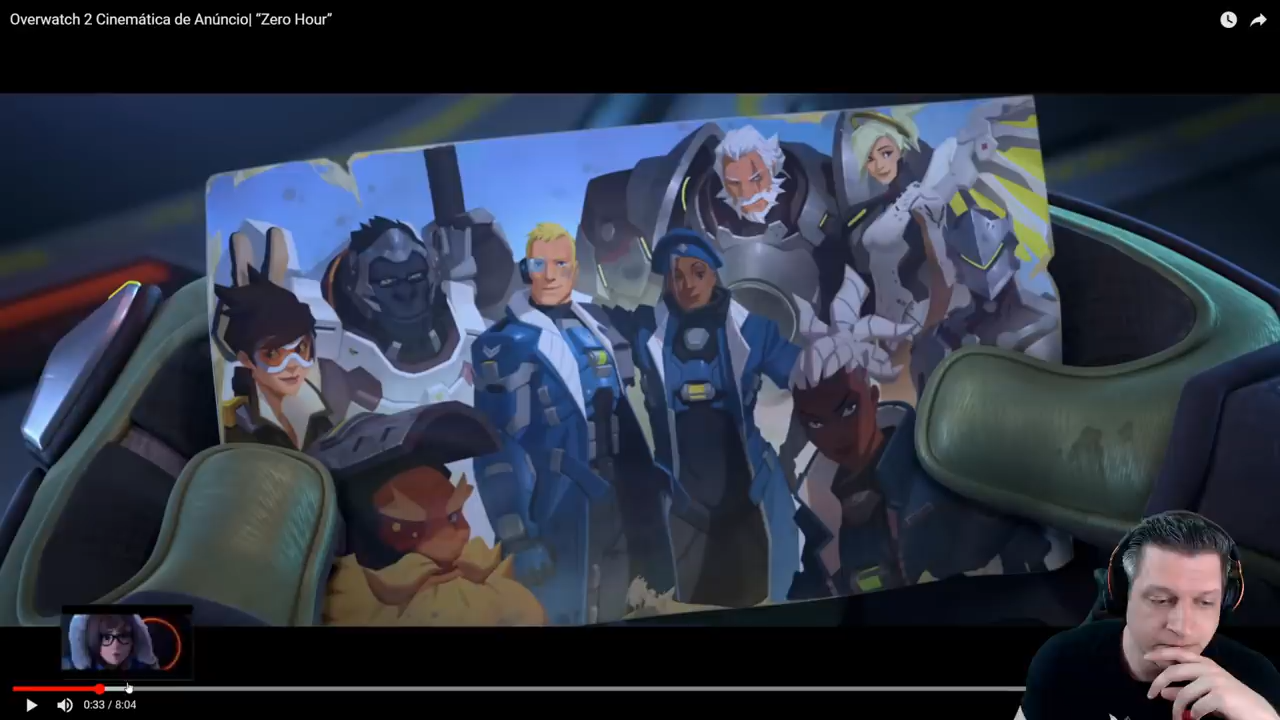 Overwatch 2 Cinemática de Anúncio| “Zero Hour”
0:33 / 8:04